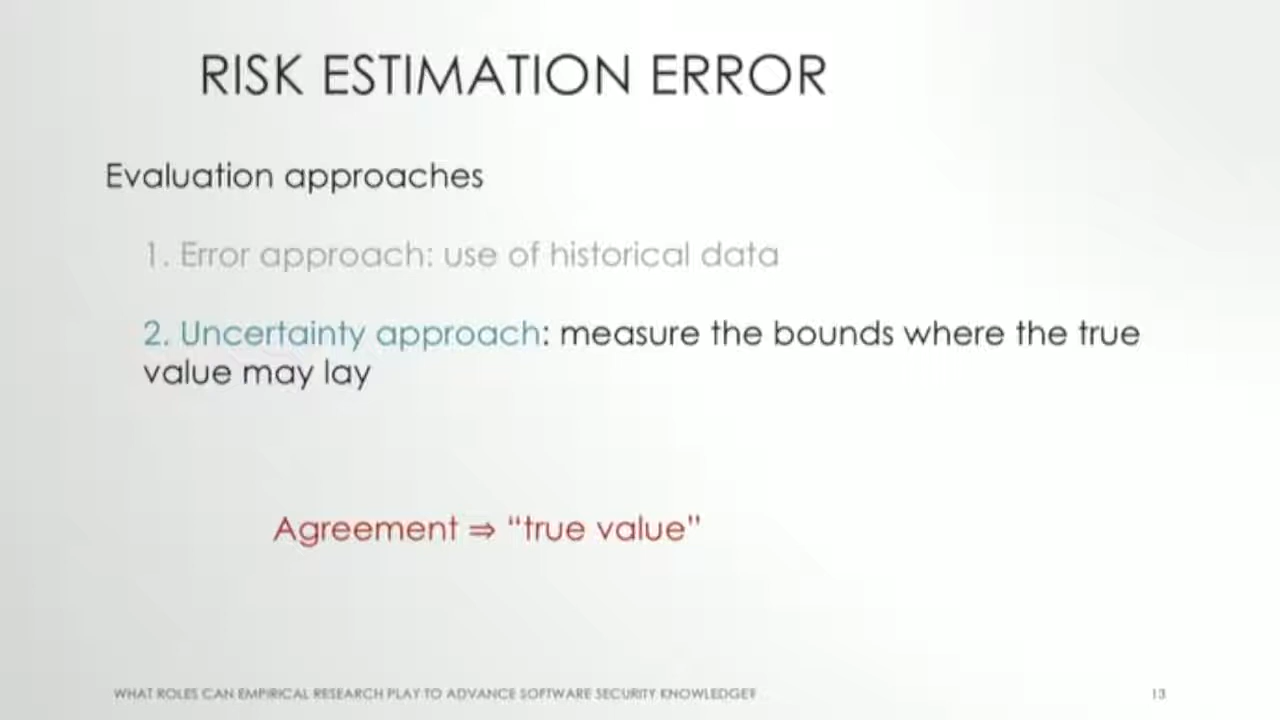 RISK ESTIMATION ERROR
Evaluation approaches
1. Error approach: use of historical data
2. Uncertainty approach: measure the bounds where the true
value may lay
Agreement ⇒ “true value”
WHAT ROLES CAN EMPIRICAL RESEARCH PLAY TO ADVANCE SOFTWARE SECURITY KNOWLEDGE?
13